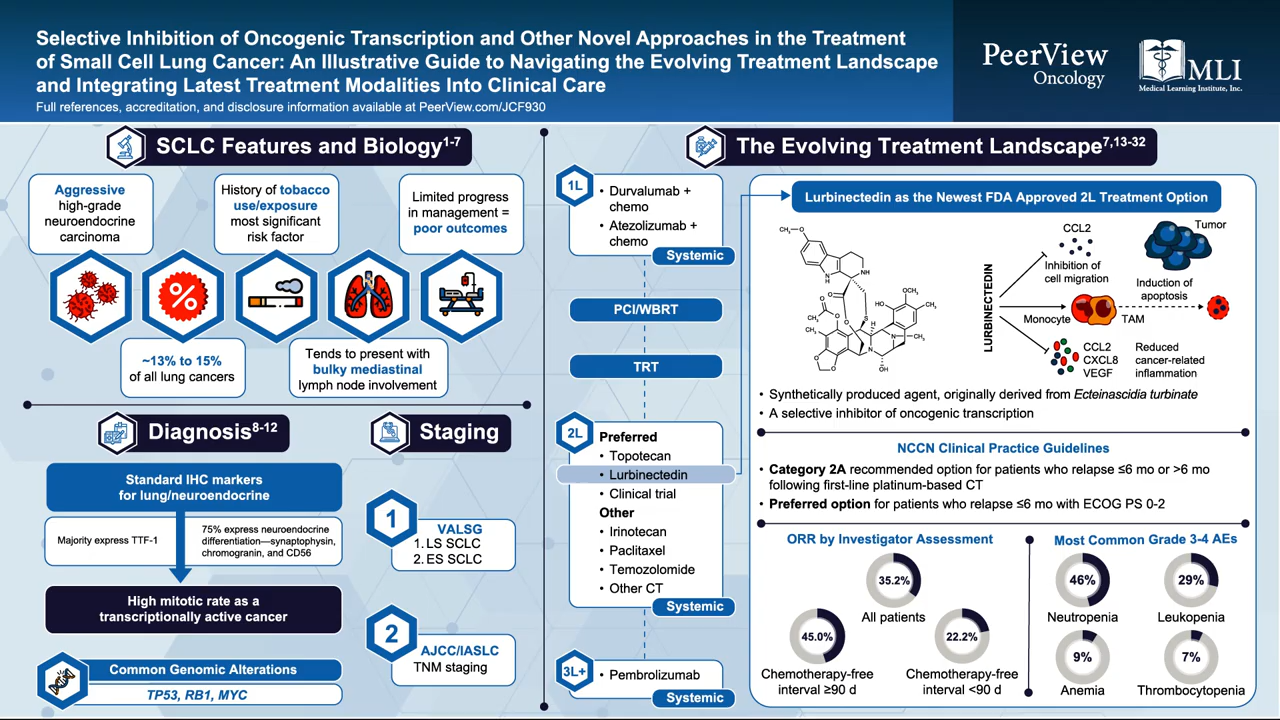 Selective Inhibition of Oncogenic Transcription and Other Novel Approaches in the Treatment
of Small Cell Lung Cancer: An Illustrative Guide to Navigating the Evolving Treatment Landscape
and Integrating Latest Treatment Modalities Into Clinical Care
Full references, accreditation, and disclosure information available at PeerView.com/JCF930
PeerView
Oncology
MLI
Medical Learning Institute, Inc.
SCLC Features and Biology1-7
Aggressive
high-grade
neuroendocrine
carcinoma
History of tobacco
use/exposure
most significant
risk factor
Limited progress
in management =
poor outcomes
%
~13% to 15%
of all lung cancers
Tends to present with
bulky mediastinal
lymph node involvement
Diagnosis8-12
Standard IHC markers
for lung/neuroendocrine
Majority express TTF-1
75% express neuroendocrine
differentiation—synaptophysin,
chromogranin, and CD56
High mitotic rate as a
transcriptionally active cancer
Common Genomic Alterations
TP53, RB1, MYC
Staging
1
VALSG
1. LS SCLC
2. ES SCLC
2
AJCC/IASLC
TNM staging
The Evolving Treatment Landscape7,13-32
1L
• Durvalumab +
chemo
• Atezolizumab +
chemo
Systemic
PCI/WBRT
TRT
2L
Preferred
• Topotecan
• Lurbinectedin
• Clinical trial
Other
• Irinotecan
• Paclitaxel
• Temozolomide
• Other CT
Systemic
3L+
• Pembrolizumab
Systemic
Lurbinectedin as the Newest FDA Approved 2L Treatment Option
LURBINECTEDIN
CCL2
Inhibition of
cell migration
Tumor
Induction of
apoptosis
Monocyte
TAM
CCL2
CXCL8
VEGF
Reduced
cancer-related
inflammation
• Synthetically produced agent, originally derived from Ecteinascidia turbinate
• A selective inhibitor of oncogenic transcription
NCCN Clinical Practice Guidelines
• Category 2A recommended option for patients who relapse ≤6 mo or >6 mo
following first-line platinum-based CT
• Preferred option for patients who relapse ≤6 mo with ECOG PS 0-2
ORR by Investigator Assessment
35.2%
All patients
45.0%
Chemotherapy-free
interval ≥90 d
22.2%
Chemotherapy-free
interval <90 d
Most Common Grade 3-4 AEs
46%
Neutropenia
29%
Leukopenia
9%
Anemia
7%
Thrombocytopenia